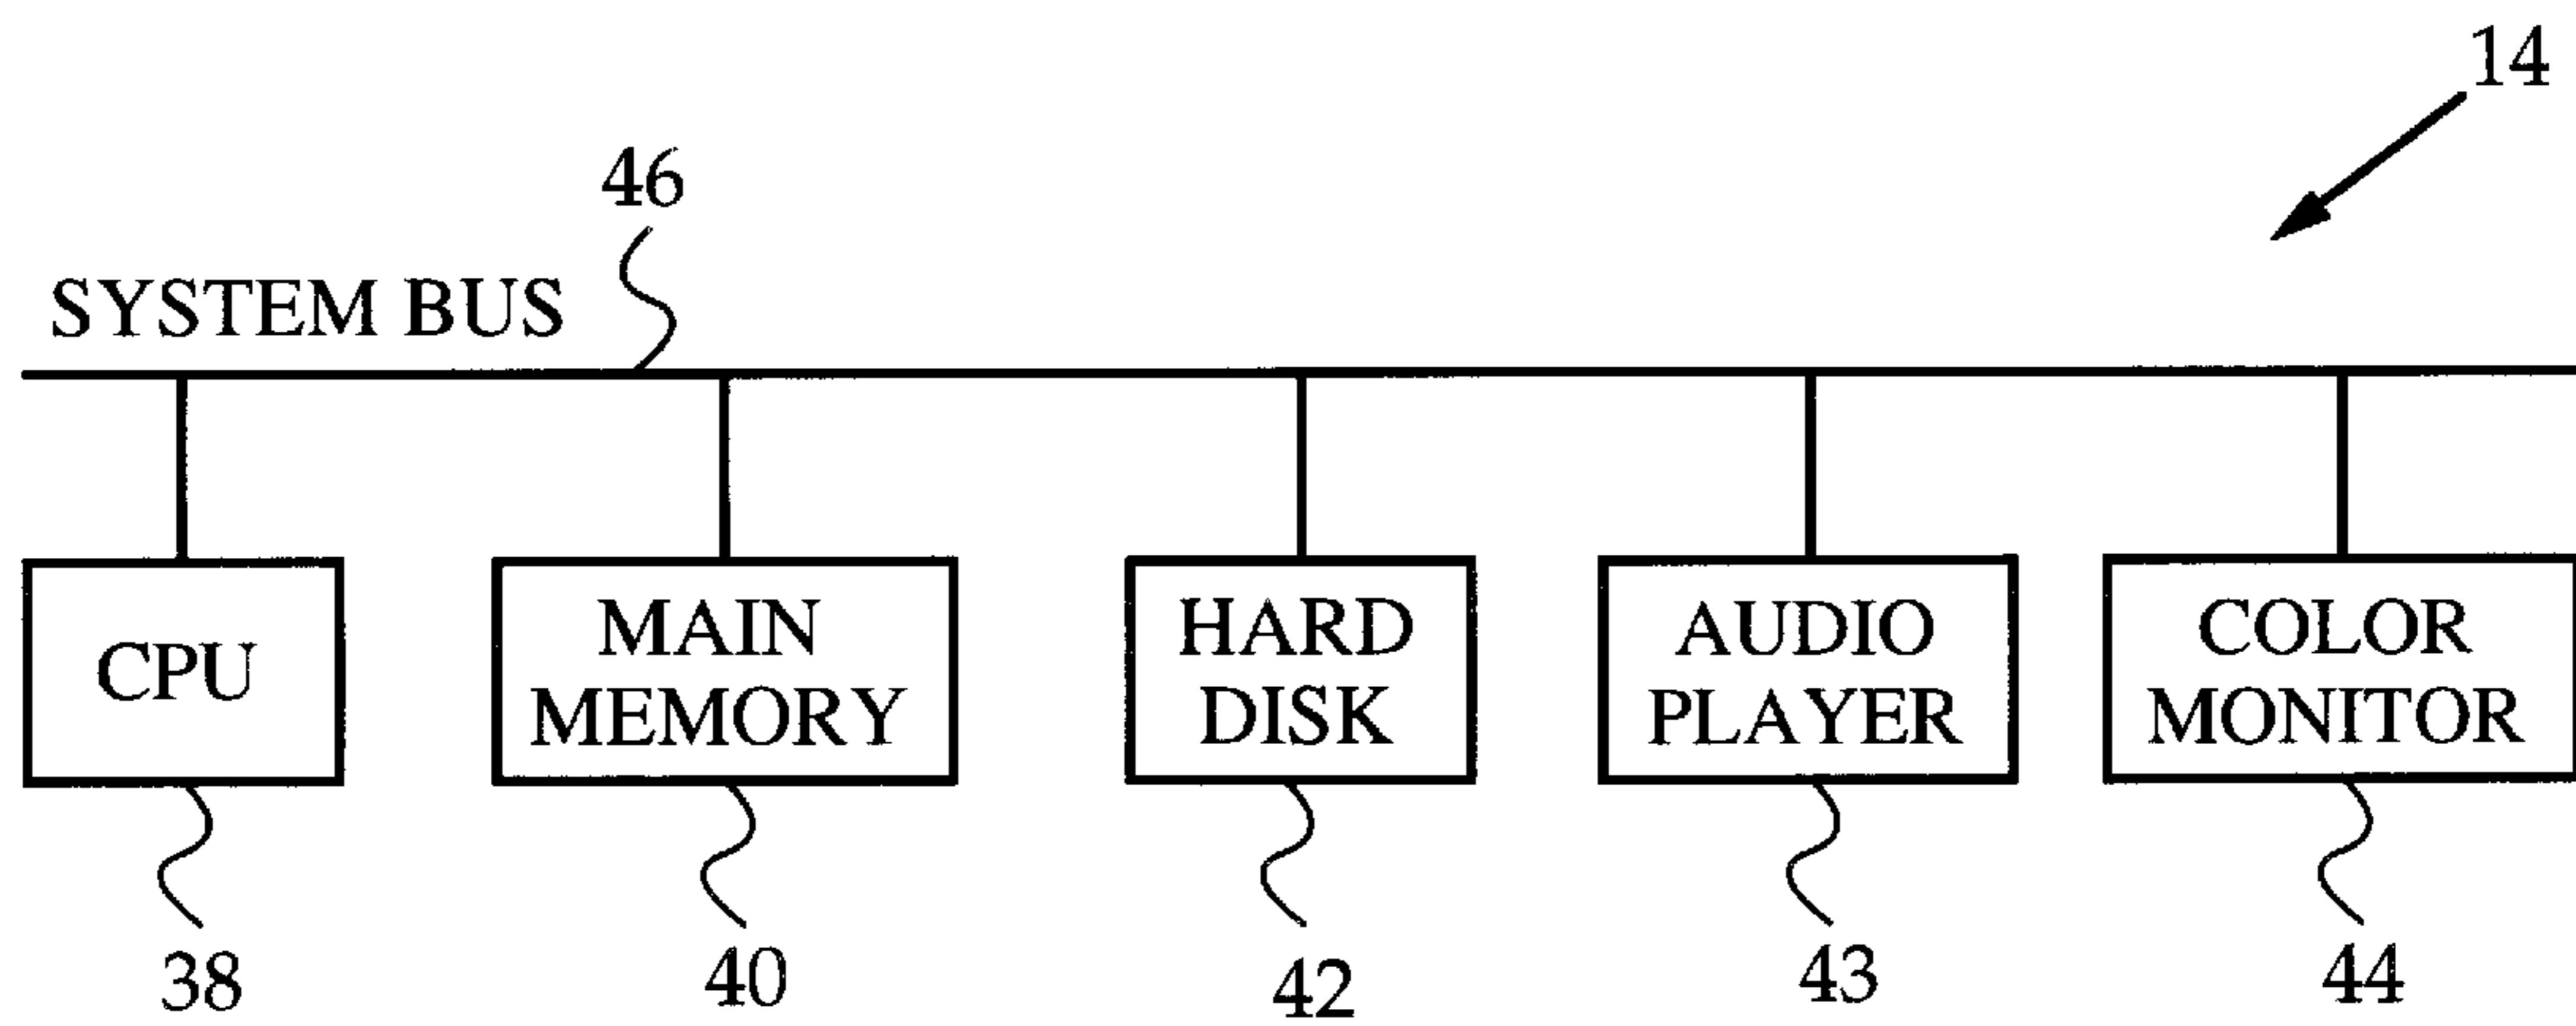 14
46
SYSTEM BUS
CPU
MAIN
MEMORY
HARD
DISK
AUDIO
PLAYER
COLOR
MONITOR
38
40
42
43
44